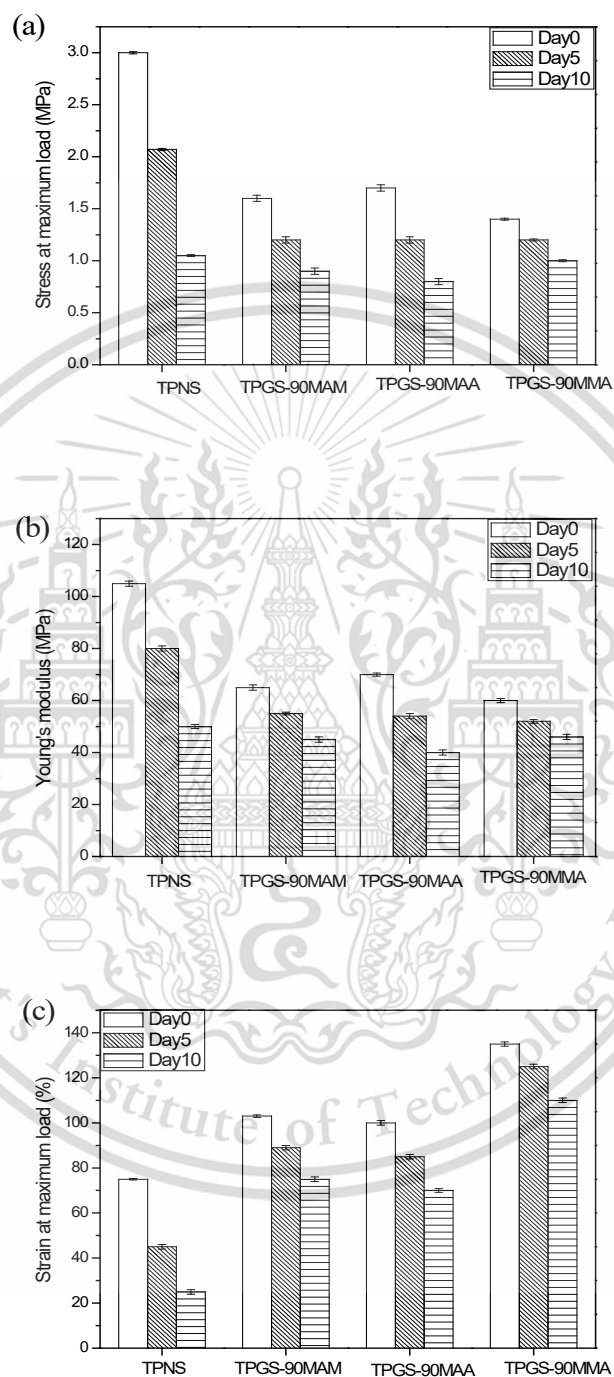 (a)
Day0
Day5
Day10
3.0
2.5
2.0
1.5
1.0
0.5
0.0
Stress at maximum load (MPa)
TPNS TPGS-90MAM TPGS-90MAA TPGS-90MMA
(b)
Day0
Day5
Day10
120
100
80
60
40
20
0
Young's modulus (MPa)
TPNS TPGS-90MAM TPGS-90MAA TPGS-90MMA
(c)
Day0
Day5
Day10
140
120
100
80
60
40
20
0
Strain at maximum load (%)
TPNS TPGS-90MAM TPGS-90MAA TPGS-90MMA
's Institute of Technology